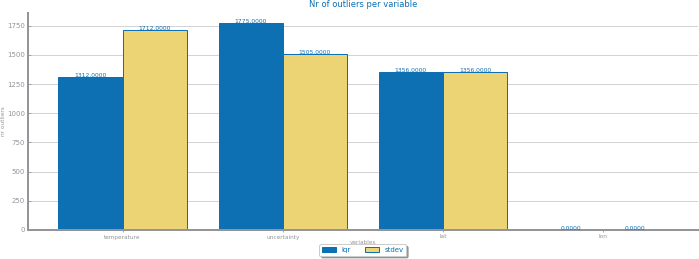 Nr of outliers per variable
1750
1500
1250
1000
750
500
250
0
nr outliers
1312.0000
1712.0000
1775.0000
1505.0000
1356.0000
1356.0000
0.0000
0.0000
temperature
uncertainty
lat
lon
variables
iqr
stdev